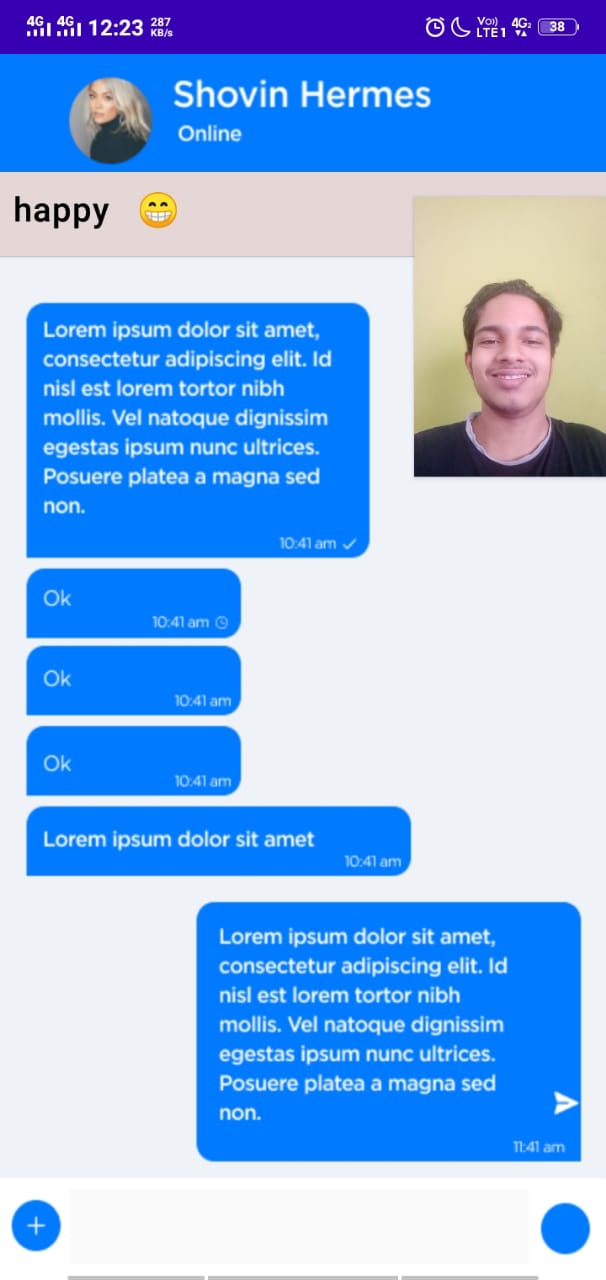 4G 4G 12:23 287 KB/s Vo)) LTE1 4G2 38
Shovin Hermes
Online
happy 😁
Lorem ipsum dolor sit amet,
consectetur adipiscing elit. Id
nisl est lorem tortor nibh
mollis. Vel natoque dignissim
egestas ipsum nunc ultrices.
Posuere platea a magna sed
non.
10:41 am
Ok
10:41 am
Ok
10:41 am
Ok
10:41 am
Lorem ipsum dolor sit amet
10:41 am
Lorem ipsum dolor sit amet,
consectetur adipiscing elit. Id
nisl est lorem tortor nibh
mollis. Vel natoque dignissim
egestas ipsum nunc ultrices.
Posuere platea a magna sed
non.
11:41 am